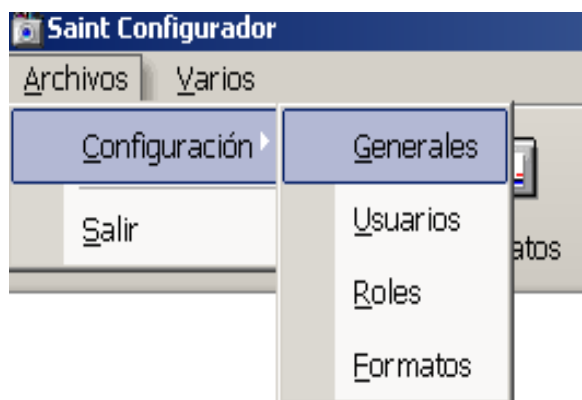 Saint Configurador
Archivos Varios
Configuración Generales
Salir Usuarios
atos
Roles
Formatos